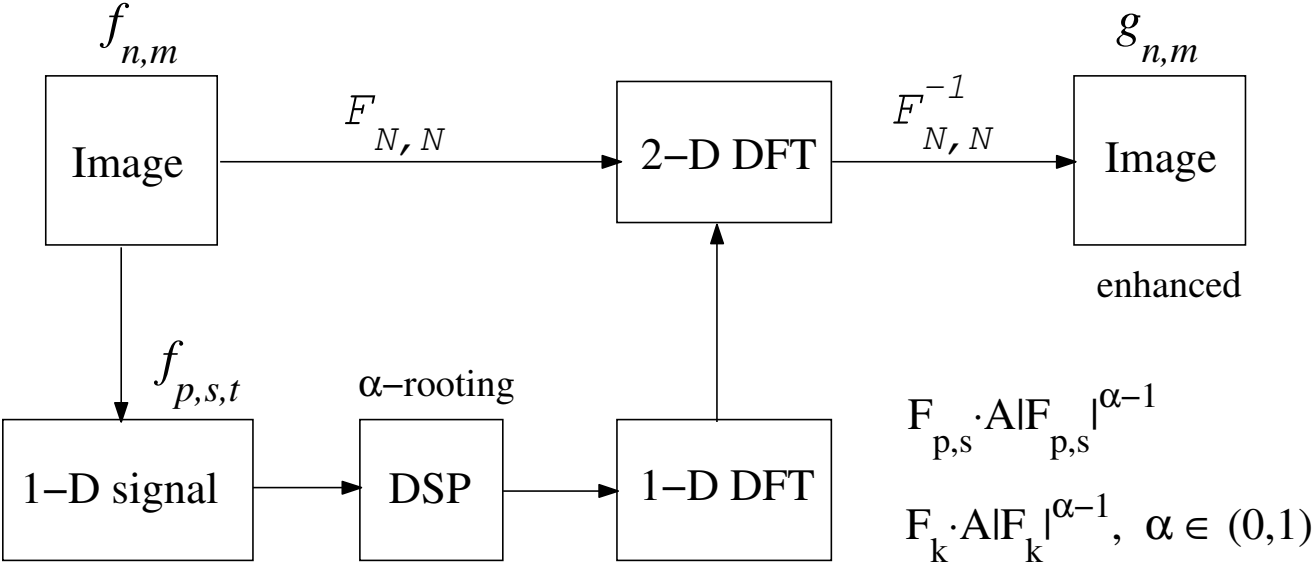 f_{n,m}
g_{n,m}
Image
F_{N,N}
2–D DFT
F^{-1}_{N,N}
Image
enhanced
f_{p,s,t}
α–rooting
1–D signal
DSP
1–D DFT
F_{p,s}·A|F_{p,s}|^{α–1}
F_k·A|F_k|^{α–1}, α ∈ (0,1)